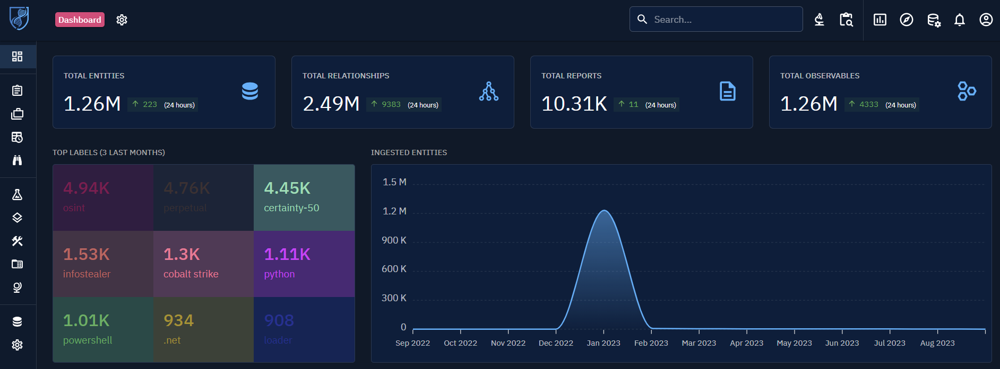 Dashboard
Search...
TOTAL ENTITIES
1.26M ↑ 223 (24 hours)
TOTAL RELATIONSHIPS
2.49M ↑ 9383 (24 hours)
TOTAL REPORTS
10.31K ↑ 11 (24 hours)
TOTAL OBSERVABLES
1.26M ↑ 4333 (24 hours)
TOP LABELS (3 LAST MONTHS)
4.94K
osint
4.76K
perpetual
4.45K
certainty-50
1.53K
infostealer
1.3K
cobalt strike
1.11K
python
1.01K
powershell
934
.net
908
loader
INGESTED ENTITIES
1.5 M
1.2 M
900 K
600 K
300 K
0
Sep 2022 Oct 2022 Nov 2022 Dec 2022 Jan 2023 Feb 2023 Mar 2023 Apr 2023 May 2023 Jun 2023 Jul 2023 Aug 2023